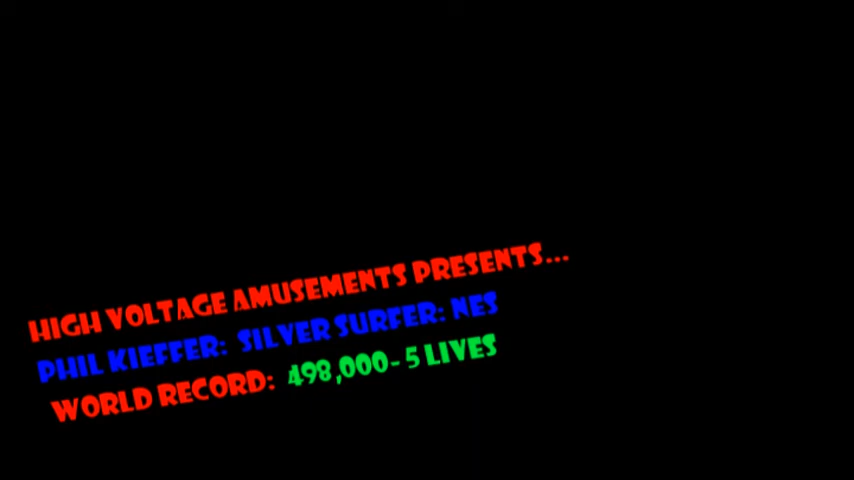 HIGH VOLTAGE AMUSEMENTS PRESENTS...
PHIL KIEFFER: SILVER SURFER: NES
WORLD RECORD: 498,000- 5 LIVES